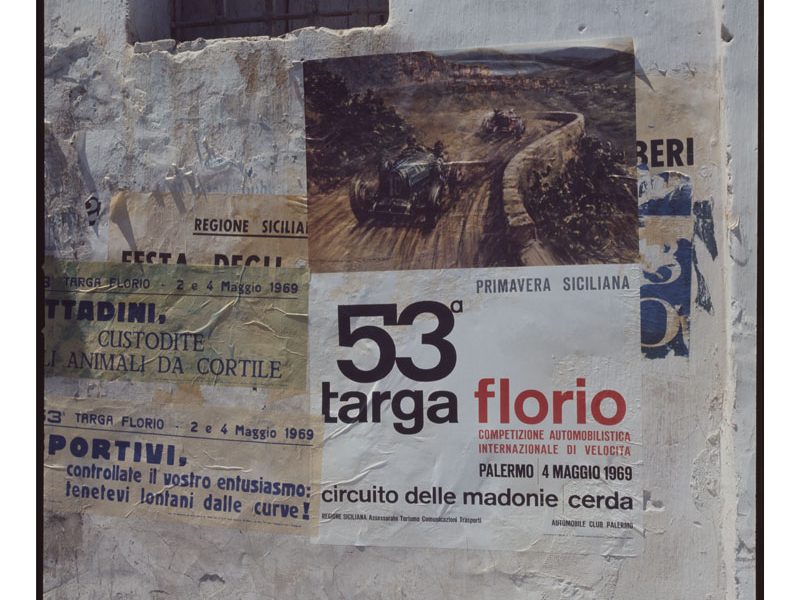 REGIONE SICILIA
FESTA DEGLI
3ª TARGA FLORIO - 2 e 4 Maggio 1969
TTADINI,
CUSTODITE
LI ANIMALI DA CORTILE
53ª TARGA FLORIO - 2 e 4 Maggio 1969
PORTIVI,
controllate il vostro entusiasmo:
tenetevi lontani dalle curve!
BERI
PRIMAVERA SICILIANA
53a
targa florio
COMPETIZIONE AUTOMOBILISTICA
INTERNAZIONALE DI VELOCITA
PALERMO 4 MAGGIO 1969
circuito delle madonie cerda
REGIONE SICILIANA Assessorato Turismo Comunicazioni Trasporti
AUTOMOBILE CLUB PALERMO